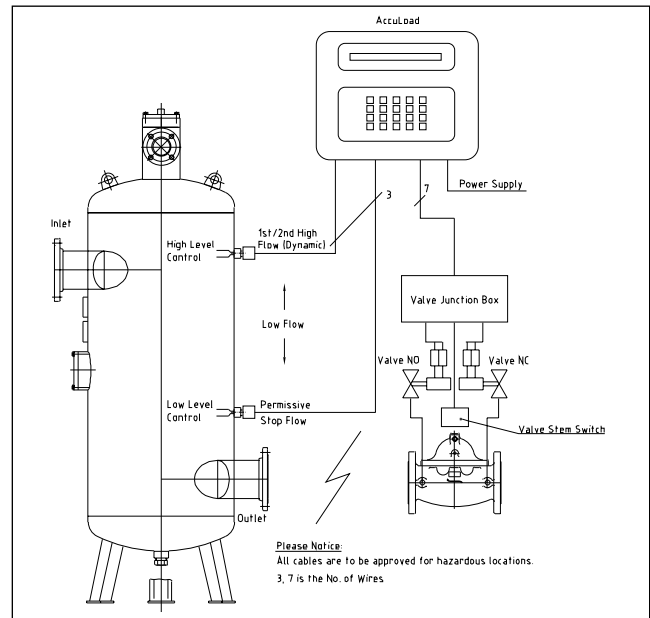 AccuLoad
3
7
Power Supply
Inlet
High Level
Control
1st/2nd High
Flow (Dynamic)
Valve Junction Box
Low Flow
Valve NO
Valve NC
Low Level
Control
Permissive
Stop Flow
Valve Stem Switch
Outlet
Please Notice:
All cables are to be approved for hazardous locations.
3, 7 is the No. of Wires